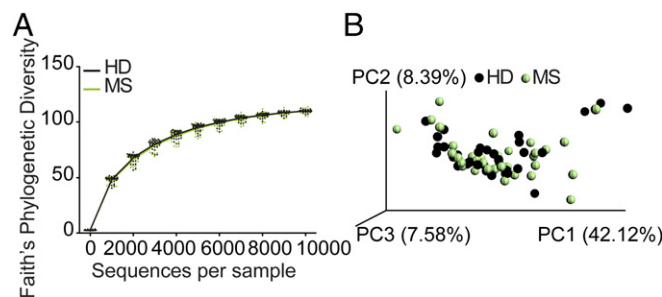 A
Faith's Phylogenetic Diversity
150
100
50
0
HD
MS
0 2000 4000 6000 8000 10000
Sequences per sample
B
PC2 (8.39%) HD MS
PC3 (7.58%) PC1 (42.12%)